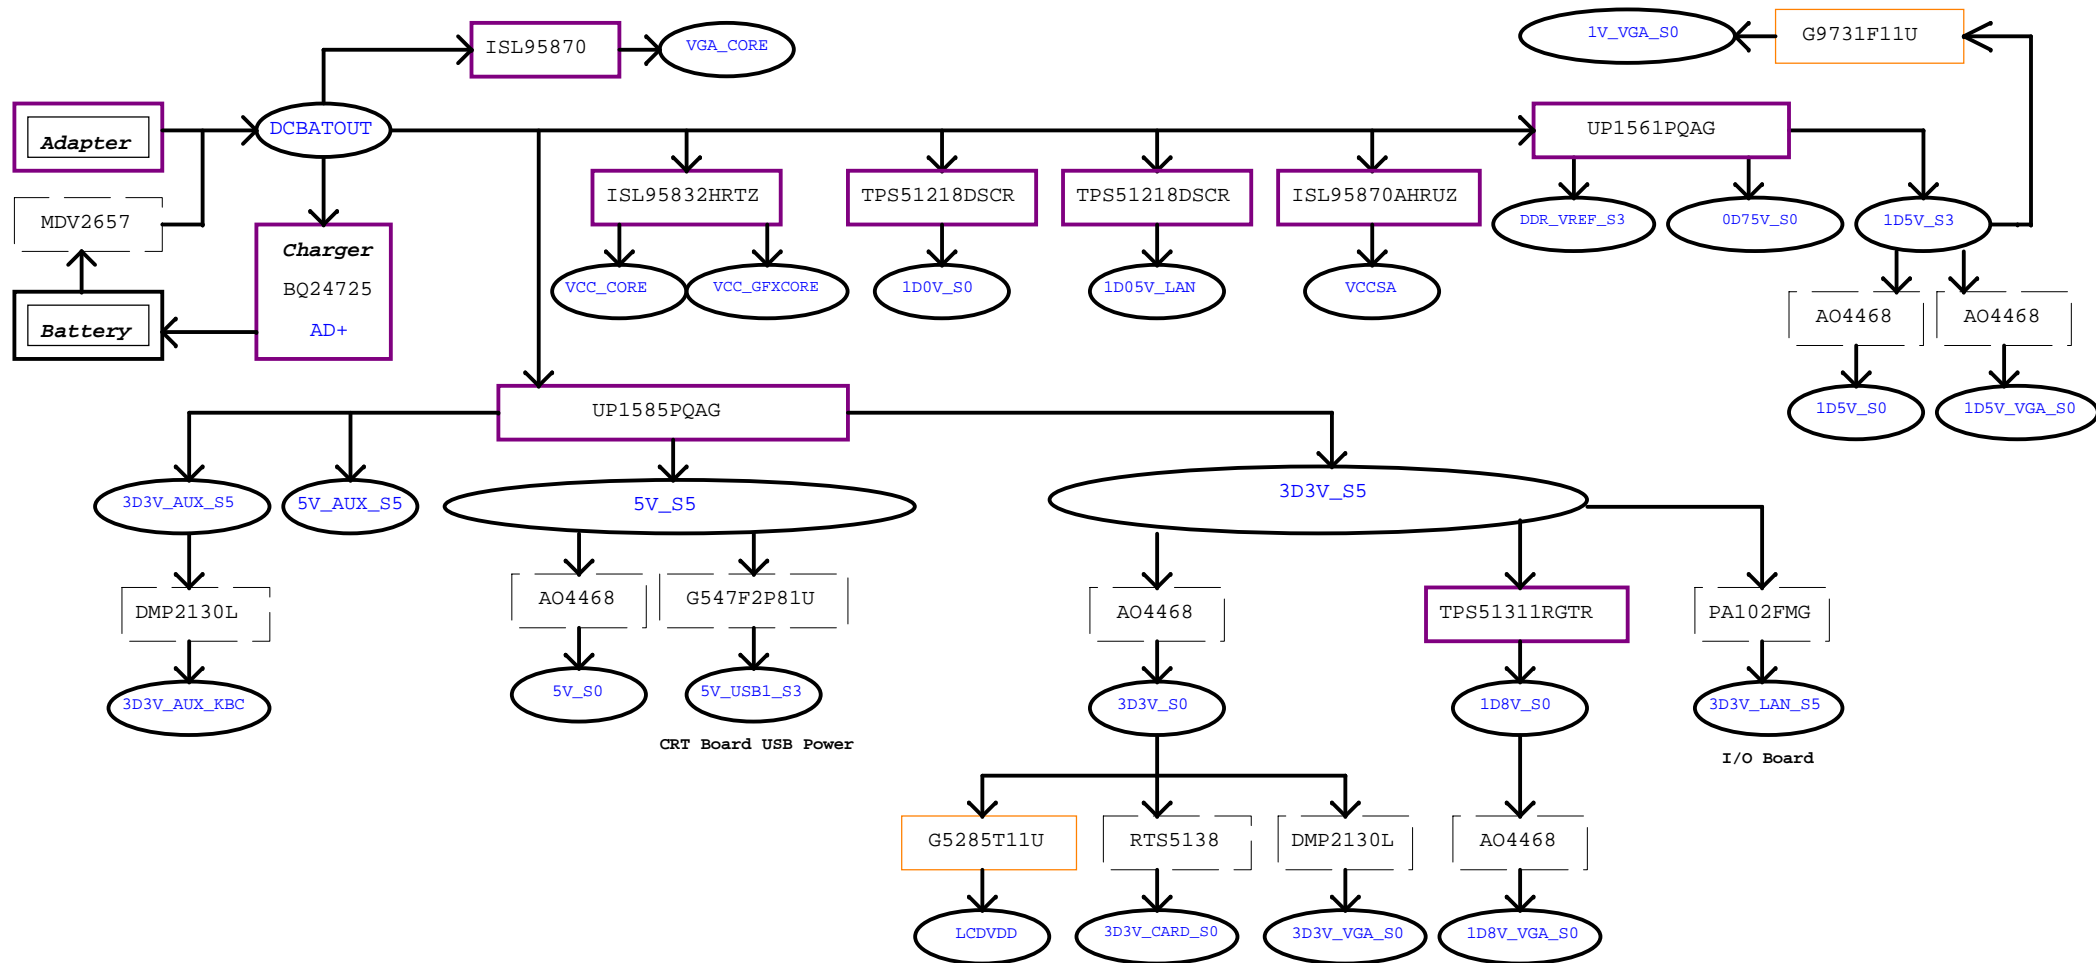 ISL95870
VGA_CORE
1V_VGA_S0
G9731F11U
Adapter
DCBATOUT
UP1561PQAG
MDV2657
ISL95832HRTZ
TPS51218DSCR
TPS51218DSCR
ISL95870AHRUZ
DDR_VREF_S3
0D75V_S0
1D5V_S3
Charger
BQ24725
AD+
Battery
VCC_CORE
VCC_GFXCORE
1D0V_S0
1D05V_LAN
VCCSA
AO4468
AO4468
1D5V_S0
1D5V_VGA_S0
UP1585PQAG
3D3V_AUX_S5
5V_AUX_S5
5V_S5
3D3V_S5
DMP2130L
AO4468
G547F2P81U
AO4468
TPS51311RGTR
PA102FMG
3D3V_AUX_KBC
5V_S0
5V_USB1_S3
3D3V_S0
1D8V_S0
3D3V_LAN_S5
CRT Board USB Power
I/O Board
G5285T11U
RTS5138
DMP2130L
AO4468
LCDVDD
3D3V_CARD_S0
3D3V_VGA_S0
1D8V_VGA_S0